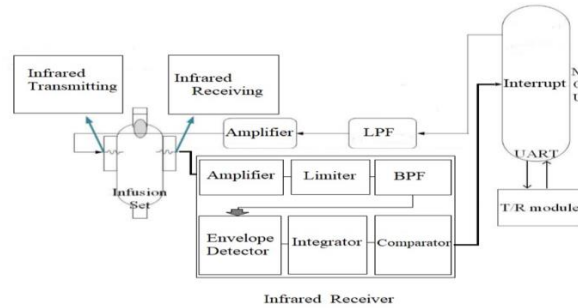 Infrared
Transmitting
Infrared
Receiving
Amplifier
LPF
Interrupt
UART
T/R module
Infusion
Set
Amplifier
Limiter
BPF
Envelope
Detector
Integrator
Comparator
Infrared Receiver